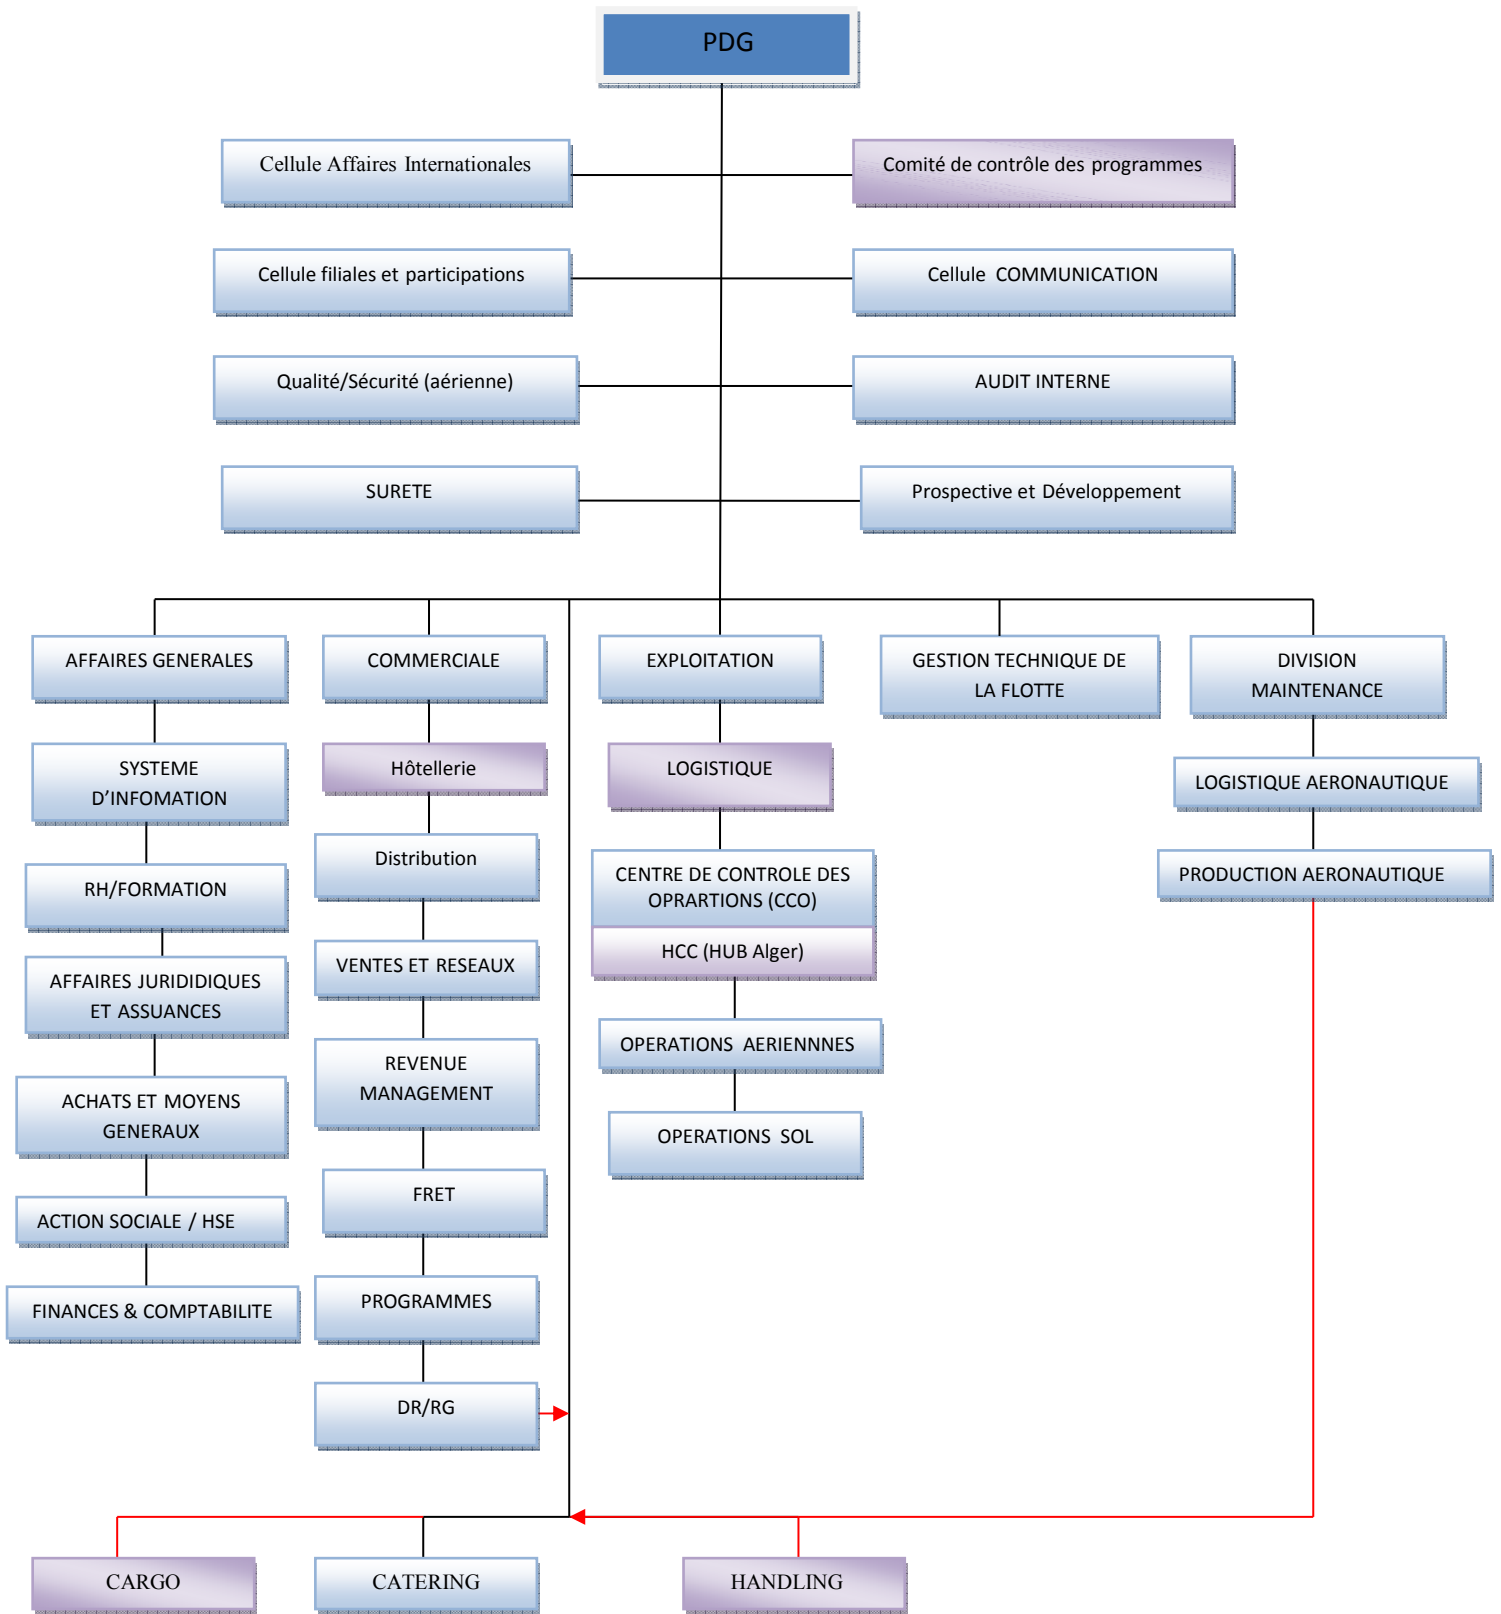 PDG
Cellule Affaires Internationales
Comité de contrôle des programmes
Cellule filiales et participations
Cellule COMMUNICATION
Qualité/Sécurité (aérienne)
AUDIT INTERNE
SURETE
Prospective et Développement
AFFAIRES GENERALES
COMMERCIALE
EXPLOITATION
GESTION TECHNIQUE DE
LA FLOTTE
DIVISION
MAINTENANCE
SYSTEME
D’INFOMATION
Hôtellerie
LOGISTIQUE
LOGISTIQUE AERONAUTIQUE
RH/FORMATION
Distribution
CENTRE DE CONTROLE DES
OPRARTIONS (CCO)
HCC (HUB Alger)
PRODUCTION AERONAUTIQUE
AFFAIRES JURIDIDIQUES
ET ASSUANCES
VENTES ET RESEAUX
OPERATIONS AERIENNNES
ACHATS ET MOYENS
GENERAUX
REVENUE
MANAGEMENT
OPERATIONS SOL
ACTION SOCIALE / HSE
FRET
FINANCES & COMPTABILITE
PROGRAMMES
DR/RG
CARGO
CATERING
HANDLING